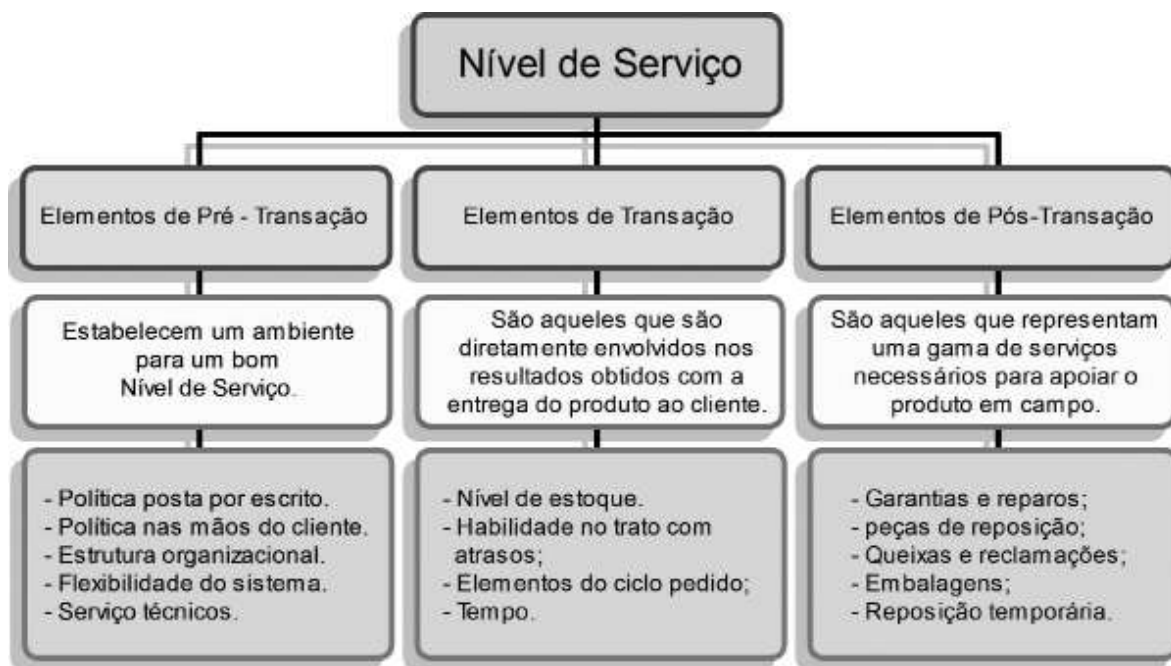 Nível de Serviço
Elementos de Pré - Transação
Estabelecem um ambiente
para um bom
Nível de Serviço.
- Política posta por escrito.
- Política nas mãos do cliente.
- Estrutura organizacional.
- Flexibilidade do sistema.
- Serviço técnicos.
Elementos de Transação
São aqueles que são
diretamente envolvidos nos
resultados obtidos com a
entrega do produto ao cliente.
- Nível de estoque.
- Habilidade no trato com
atrasos;
- Elementos do ciclo pedido;
- Tempo.
Elementos de Pós-Transação
São aqueles que representam
uma gama de serviços
necessários para apoiar o
produto em campo.
- Garantias e reparos;
- peças de reposição;
- Queixas e reclamações;
- Embalagens;
- Reposição temporária.